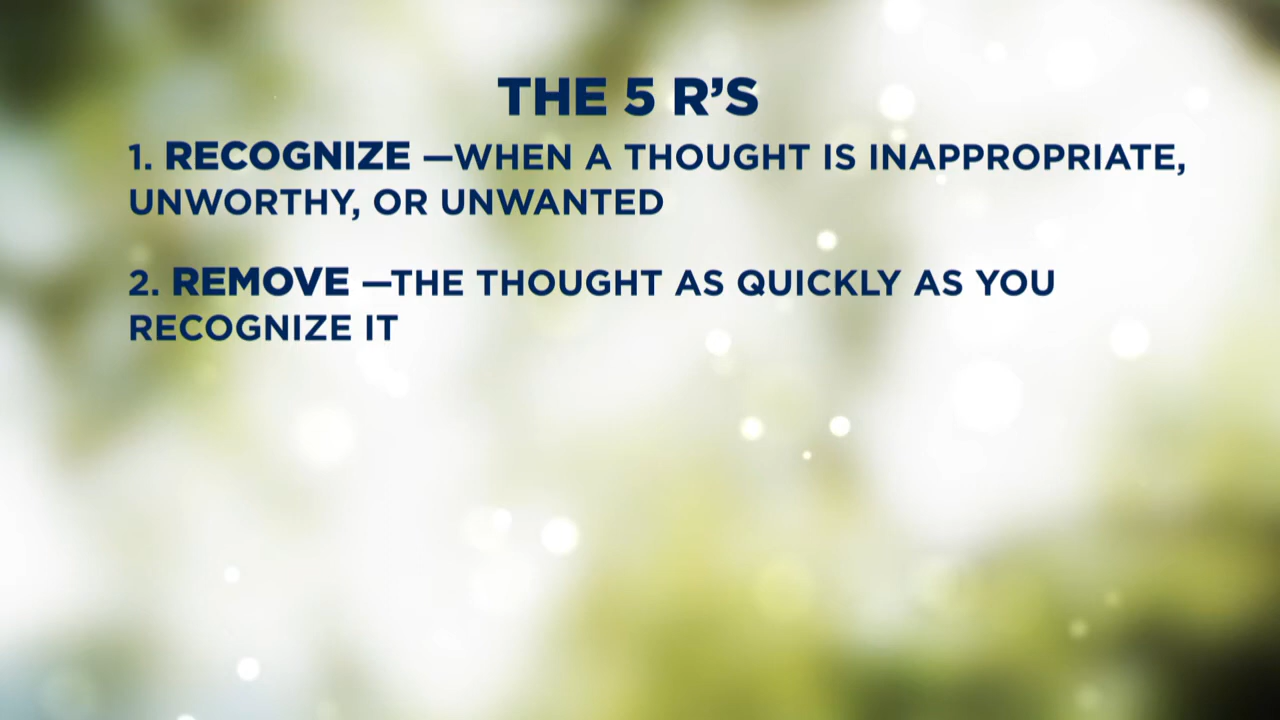 THE 5 R’S
1. RECOGNIZE —WHEN A THOUGHT IS INAPPROPRIATE,
UNWORTHY, OR UNWANTED
2. REMOVE —THE THOUGHT AS QUICKLY AS YOU
RECOGNIZE IT